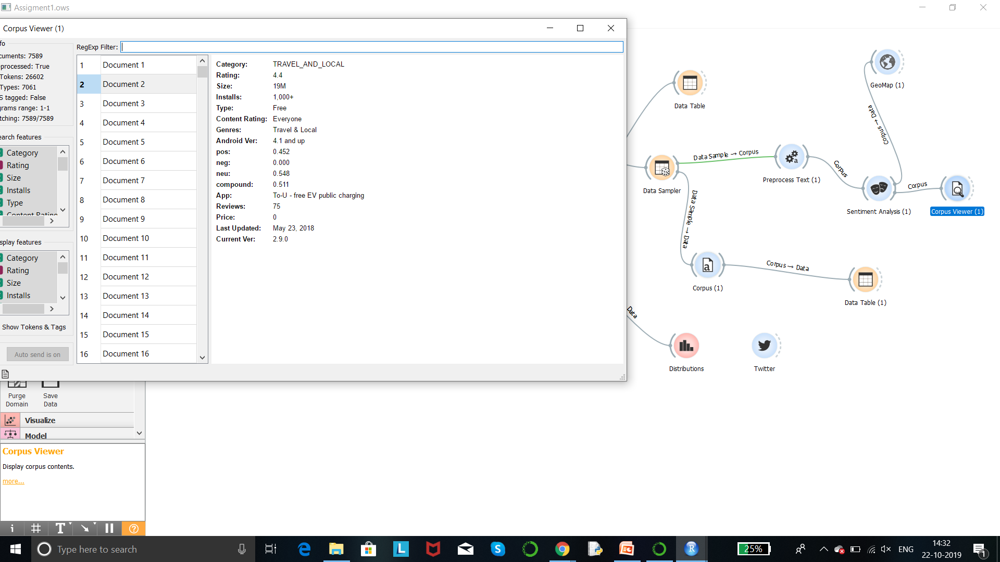 Assigment1.ows
Corpus Viewer (1)
fo
cuments: 7589
eprocessed: True
Tokens: 26602
Types: 7061
S tagged: False
grams range: 1-1
tching: 7589/7589
earch features
Category
Rating
Size
Installs
Type
Content Rating
splay features
Category
Rating
Size
Installs
Show Tokens & Tags
Auto send is on
RegExp Filter:
1 Document 1
2 Document 2
3 Document 3
4 Document 4
5 Document 5
6 Document 6
7 Document 7
8 Document 8
9 Document 9
10 Document 10
11 Document 11
12 Document 12
13 Document 13
14 Document 14
15 Document 15
16 Document 16
Category: TRAVEL_AND_LOCAL
Rating: 4.4
Size: 19M
Installs: 1,000+
Type: Free
Content Rating: Everyone
Genres: Travel & Local
Android Ver: 4.1 and up
pos: 0.452
neg: 0.000
neu: 0.548
compound: 0.511
App: To-U - free EV public charging
Reviews: 75
Price: 0
Last Updated: May 23, 2018
Current Ver: 2.9.0
Data Table
GeoMap (1)
Corpus → Data
Data Sample → Corpus
Data Sampler
Preprocess Text (1)
Corpus
Sentiment Analysis (1)
Corpus
Corpus Viewer (1)
Data Sample → Data
Corpus (1)
Corpus → Data
Data Table (1)
Data
Distributions
Twitter
Purge
Domain
Save
Data
Visualize
Model
Corpus Viewer
Display corpus contents.
more...
Type here to search
25%
ENG
14:32
22-10-2019
1